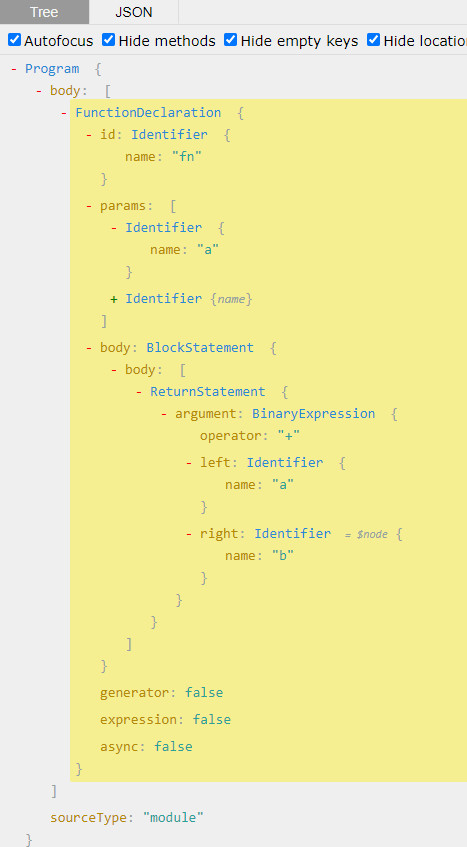 Tree JSON
Autofocus Hide methods Hide empty keys Hide locatio
- Program {
- body: [
- FunctionDeclaration {
- id: Identifier {
name: "fn"
}
- params: [
- Identifier {
name: "a"
}
+ Identifier {name}
]
- body: BlockStatement {
- body: [
- ReturnStatement {
- argument: BinaryExpression {
operator: "+"
- left: Identifier {
name: "a"
}
- right: Identifier = $node {
name: "b"
}
}
}
]
}
generator: false
expression: false
async: false
}
]
sourceType: "module"
}